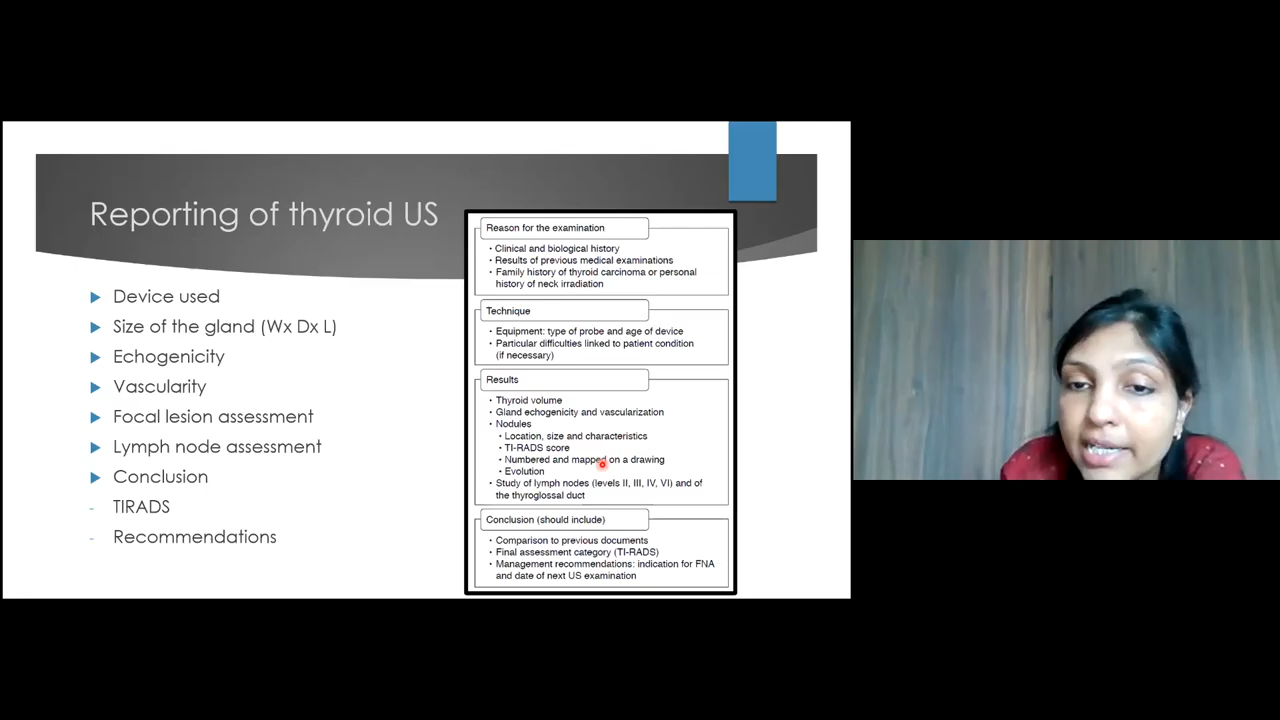 Reporting of thyroid US
Device used
Size of the gland (Wx Dx L)
Echogenicity
Vascularity
Focal lesion assessment
Lymph node assessment
Conclusion
- TIRADS
- Recommendations
Reason for the examination
• Clinical and biological history
• Results of previous medical examinations
• Family history of thyroid carcinoma or personal
history of neck irradiation
Technique
• Equipment: type of probe and age of device
• Particular difficulties linked to patient condition
(if necessary)
Results
• Thyroid volume
• Gland echogenicity and vascularization
• Nodules
• Location, size and characteristics
• TI-RADS score
• Numbered and mapped on a drawing
• Evolution
• Study of lymph nodes (levels II, III, IV, VI) and of
the thyroglossal duct
Conclusion (should include)
• Comparison to previous documents
• Final assessment category (TI-RADS)
• Management recommendations: indication for FNA
and date of next US examination